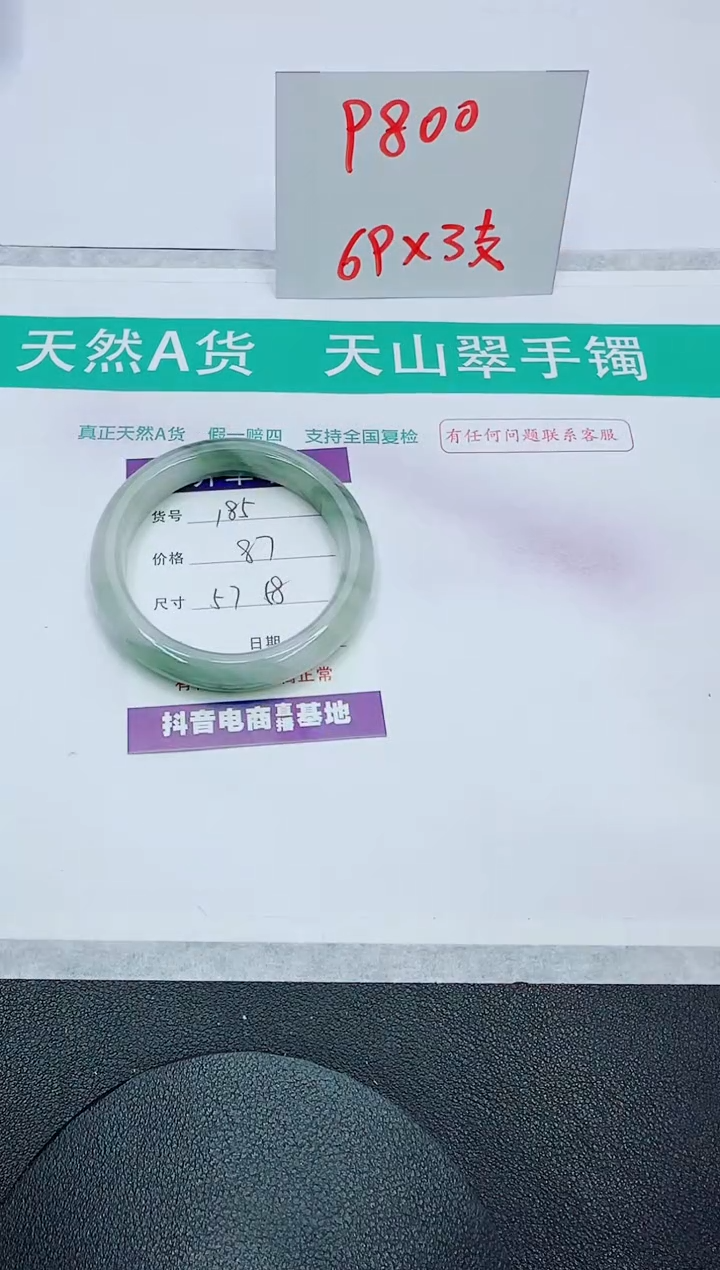 P800
6P×3支
天然A货 天山翠手镯
真正天然A货 假一赔四 支持全国复检 有任何问题联系客服
货号 185
价格 87
尺寸 57
日期
正常
抖音电商直播基地